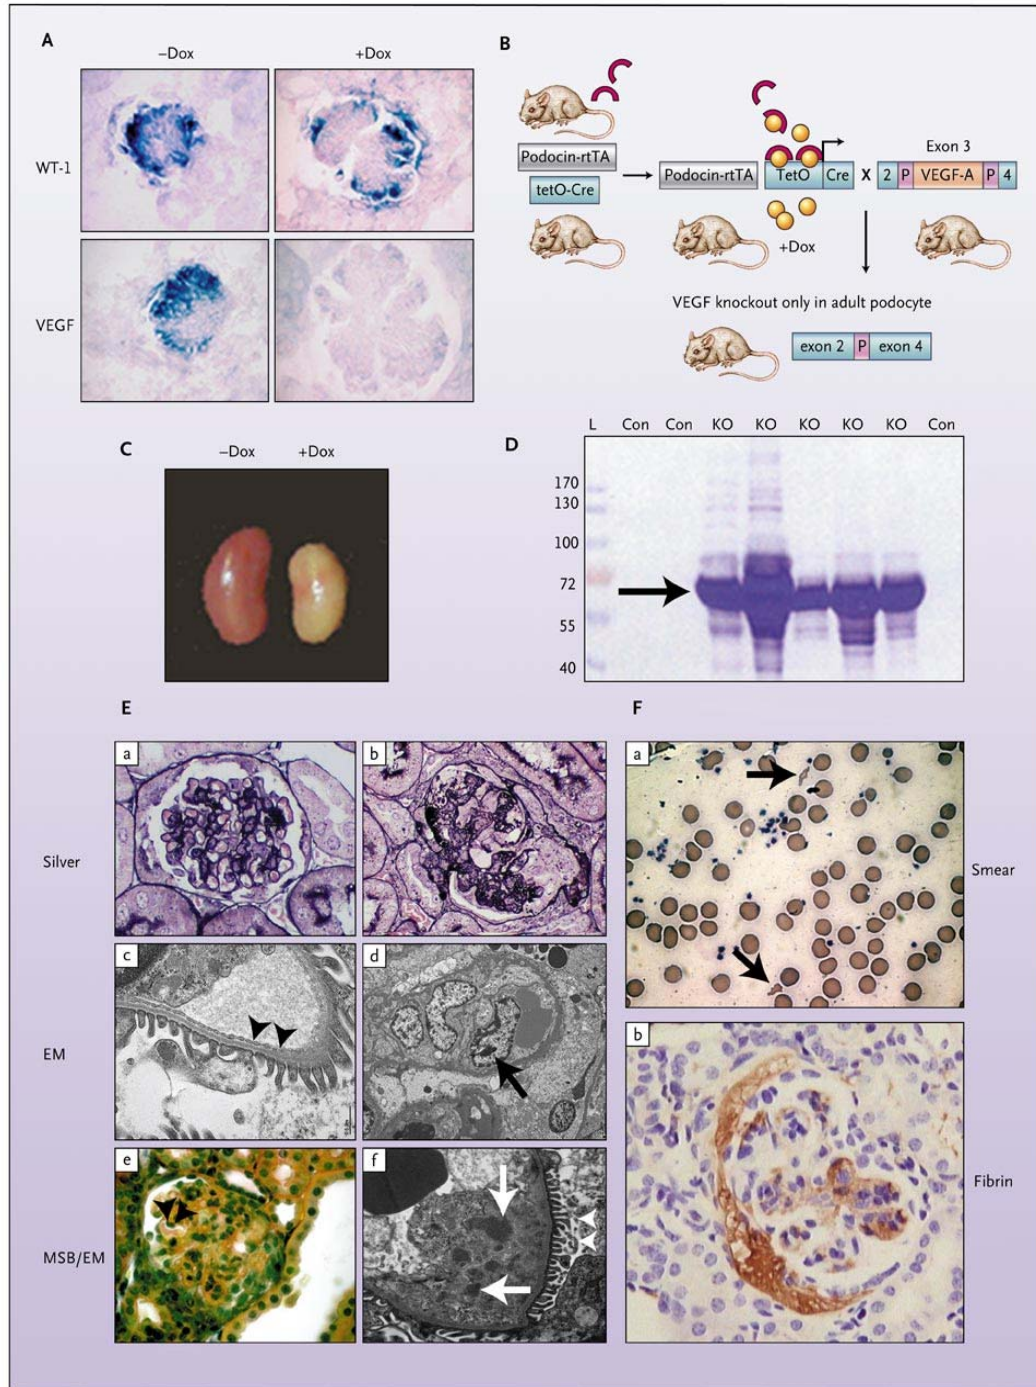 A
–Dox
+Dox
WT-1
VEGF
B
Podocin-rtTA
tetO-Cre
Podocin-rtTA
TetO
Cre
X
Exon 3
2
P
VEGF-A
P
4
+Dox
VEGF knockout only in adult podocyte
exon 2
P
exon 4
C
–Dox
+Dox
D
L
Con
Con
KO
KO
KO
KO
KO
Con
170
130
100
72
55
40
E
a
b
Silver
c
d
EM
e
f
MSB/EM
F
a
Smear
b
Fibrin